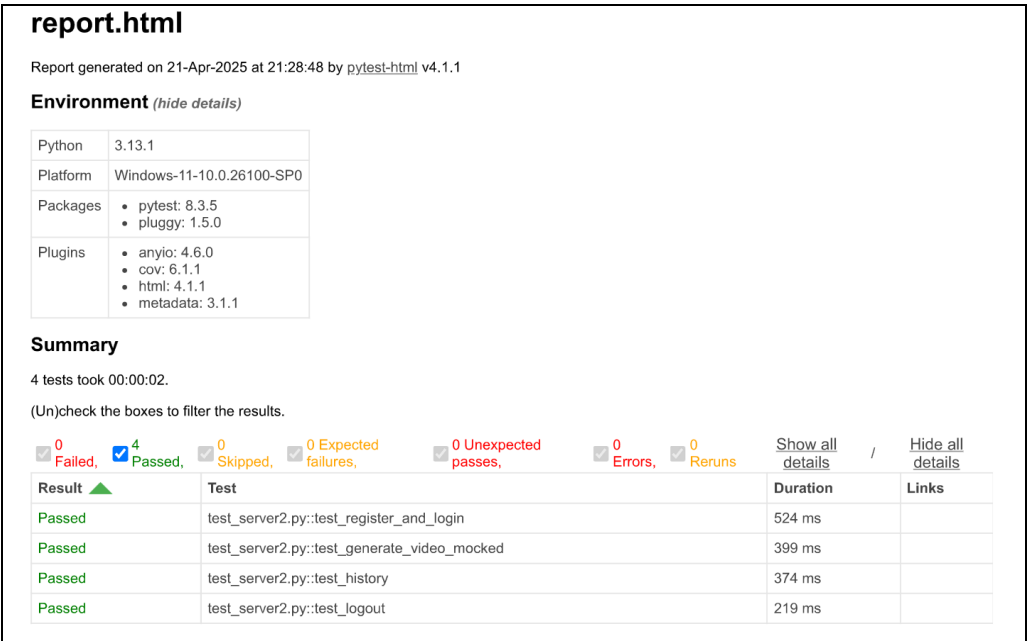 report.html
Report generated on 21-Apr-2025 at 21:28:48 by pytest-html v4.1.1
Environment (hide details)
Python 3.13.1
Platform Windows-11-10.0.26100-SP0
Packages • pytest: 8.3.5
• pluggy: 1.5.0
Plugins • anyio: 4.6.0
• cov: 6.1.1
• html: 4.1.1
• metadata: 3.1.1
Summary
4 tests took 00:00:02.
(Un)check the boxes to filter the results.
0 Failed, 4 Passed, 0 Skipped, 0 Expected failures, 0 Unexpected passes, 0 Errors, 0 Reruns Show all details / Hide all details
Result Test Duration Links
Passed test_server2.py::test_register_and_login 524 ms
Passed test_server2.py::test_generate_video_mocked 399 ms
Passed test_server2.py::test_history 374 ms
Passed test_server2.py::test_logout 219 ms